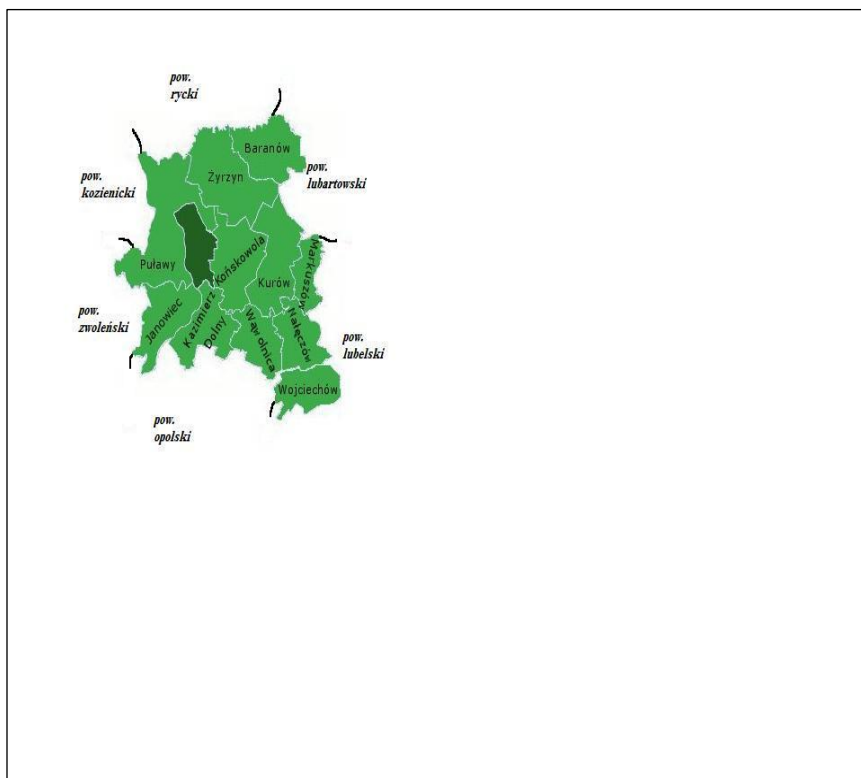 pow.
rycki
Baranów
pow.
lubartowski
Żyrzyn
pow.
kozienicki
Końskowola
Markuszów
Puławy
Kurów
pow.
zwoleński
Janowiec
Kazimierz
Dolny
Wąwolnica
Nałęczów
pow.
lubelski
Wojciechów
pow.
opolski